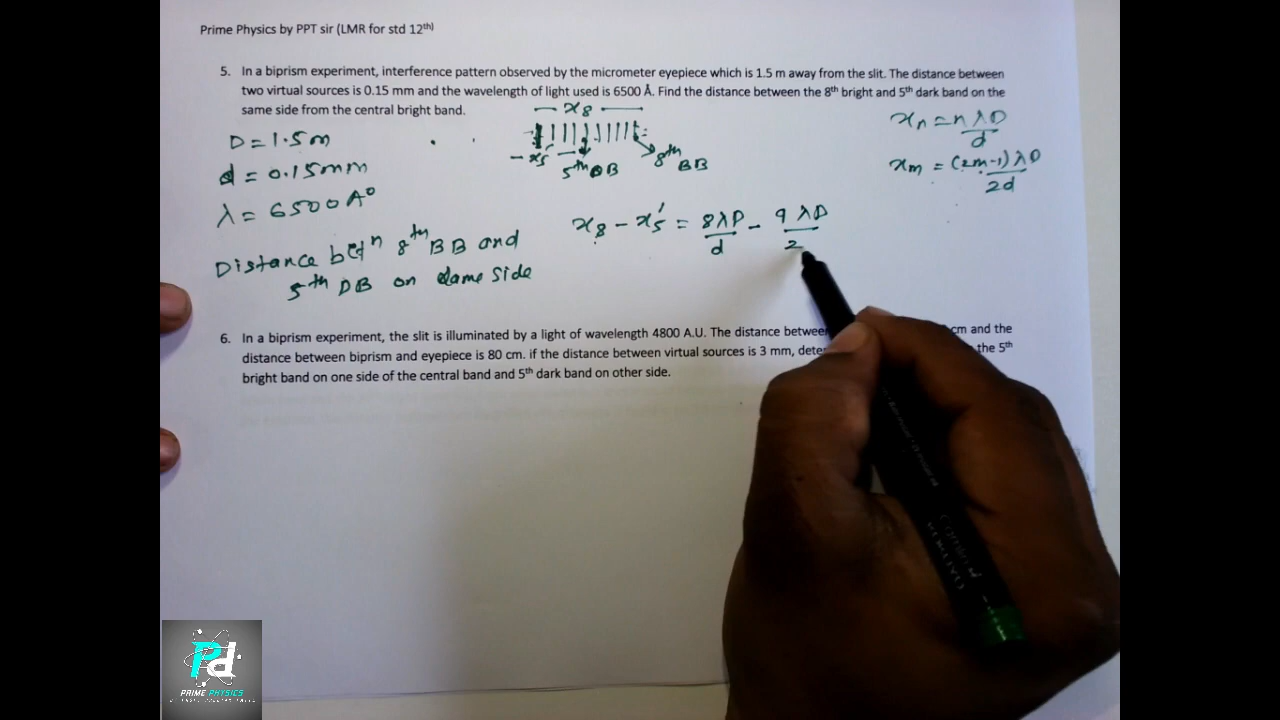 Prime Physics by PPT sir (LMR for std 12th)
5. In a biprism experiment, interference pattern observed by the micrometer eyepiece which is 1.5 m away from the slit. The distance between
two virtual sources is 0.15 mm and the wavelength of light used is 6500 Å. Find the distance between the 8th bright and 5th dark band on the
same side from the central bright band.
D = 1.5m
d = 0.15mm
λ = 6500 A°
Distance betn 8th BB and
5th DB on same side
x8
x5
5th DB
8th BB
xn = nλD/d
xm = (2m-1)λD/2d
x8 - x5' = 8λD/d - 9λD/2
6. In a biprism experiment, the slit is illuminated by a light of wavelength 4800 A.U. The distance between cm and the
distance between biprism and eyepiece is 80 cm. if the distance between virtual sources is 3 mm, the 5th
bright band on one side of the central band and 5th dark band on other side.
Pd
PRIME PHYSICS